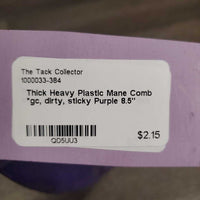 The Tack Collector
1000033-384
Thick Heavy Plastic Mane Comb
*gc, dirty, sticky Purple 8.5"
$2.15
QD5UU3